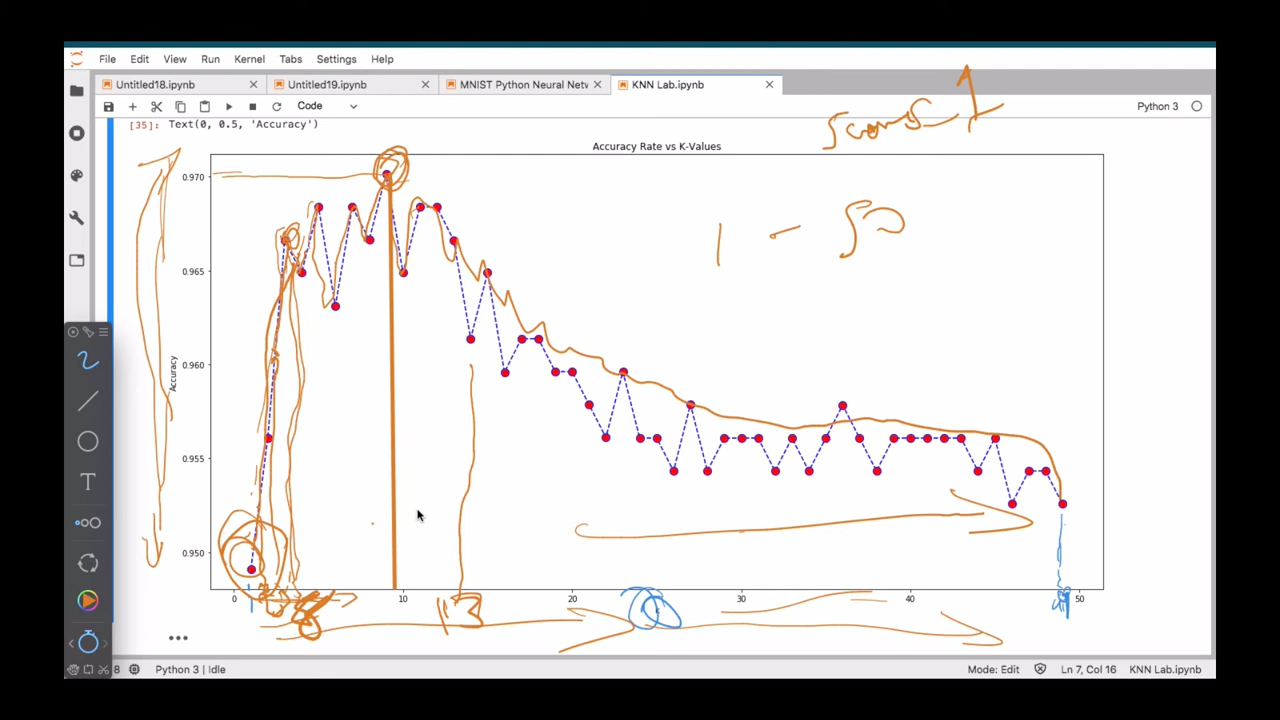 File Edit View Run Kernel Tabs Settings Help
Untitled18.ipynb Untitled19.ipynb MNIST Python Neural Netw KNN Lab.ipynb
Code Python 3
[35]: Text(0, 0.5, 'Accuracy')
Accuracy Rate vs K-Values
1 - 50
0.970
0.965
0.960
0.955
0.950
Accuracy
0 10 20 30 40 50
13
T
8 Python 3 | Idle Mode: Edit Ln 7, Col 16 KNN Lab.ipynb